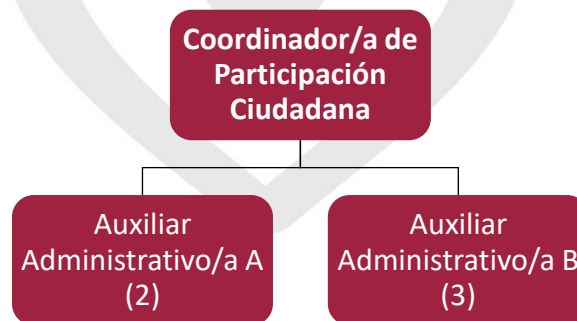 Coordinador/a de
Participación
Ciudadana
Auxiliar
Administrativo/a A
(2)
Auxiliar
Administrativo/a B
(3)